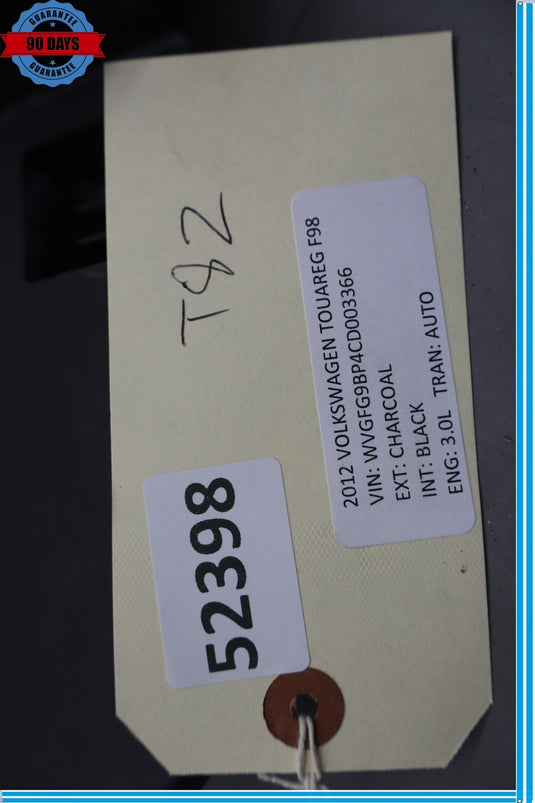 GUARANTEE
90 DAYS
GUARANTEE
T82
2012 VOLKSWAGEN TOUAREG F98
VIN: WVGFG9BP4CD003366
EXT: CHARCOAL
INT: BLACK
ENG: 3.0L TRAN: AUTO
52398